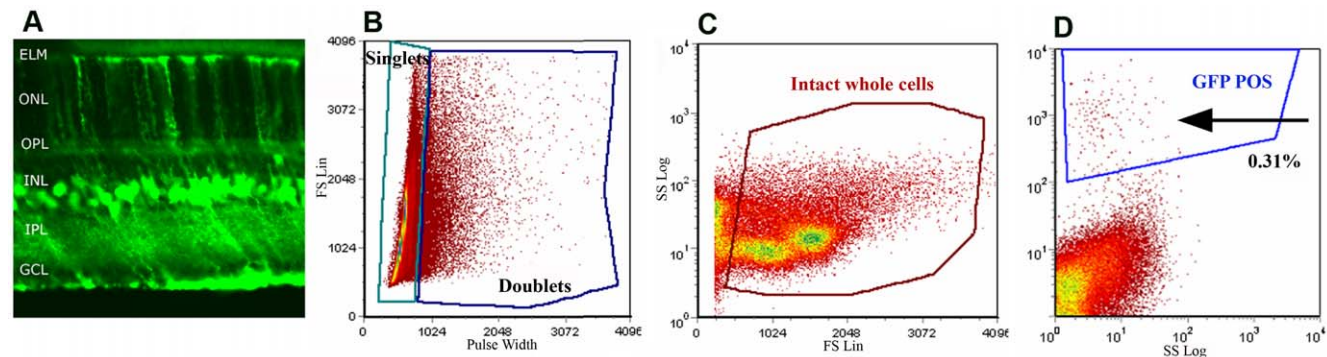 A
ELM
ONL
OPL
INL
IPL
GCL
B
4096
3072
2048
1024
0
FS Lin
Singlets
Doublets
0 1024 2048 3072 4096
Pulse Width
C
10⁴
10³
10²
10¹
10⁰
SS Log
Intact whole cells
0 1024 2048 3072 4096
FS Lin
D
10⁴
10³
10²
10¹
GFP POS
0.31%
10⁰ 10¹ 10² 10³ 10⁴
SS Log